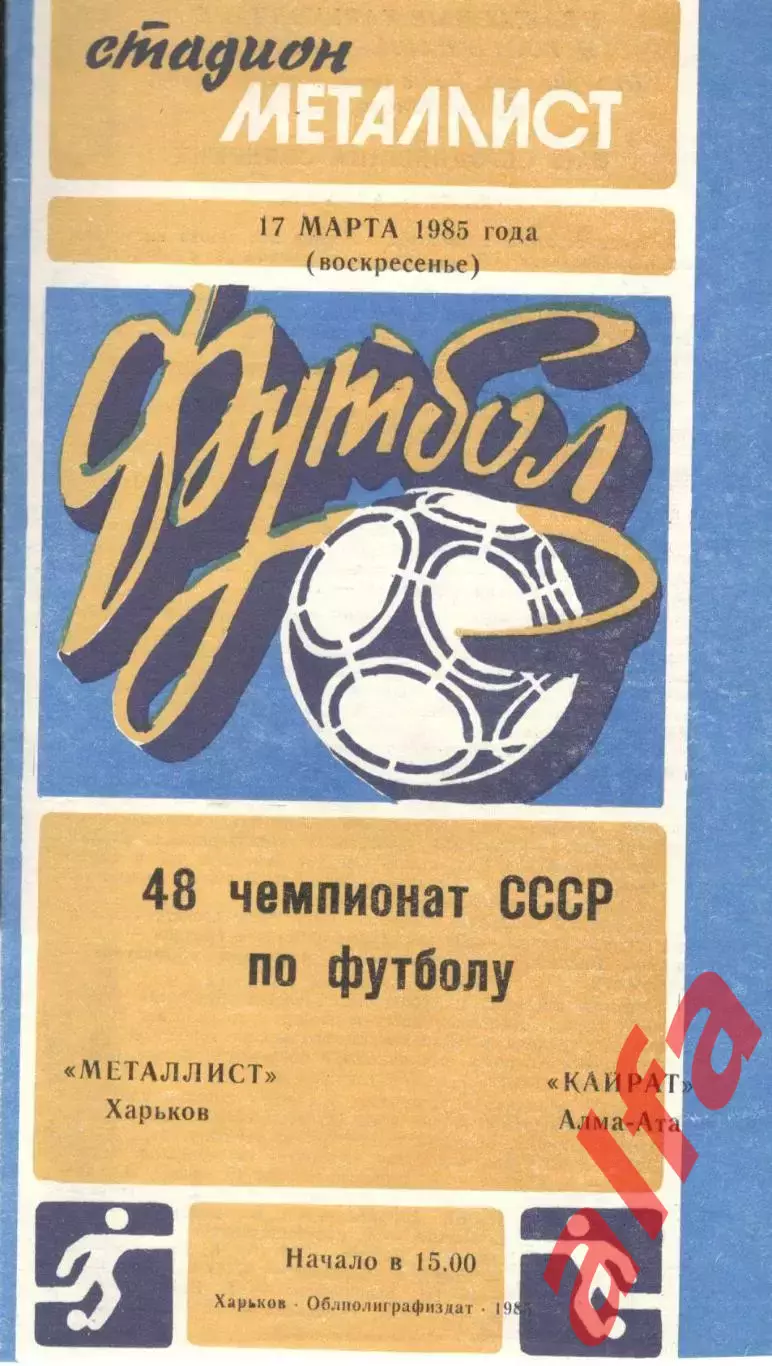 стадион
МЕТАЛЛИСТ
17 МАРТА 1985 года
(воскресенье)
Футбол
48 чемпионат СССР
по футболу
«МЕТАЛЛИСТ»
Харьков
«КАЙРАТ»
Алма-Ата
Начало в 15.00
Харьков · Облполиграфиздат · 1985
alfa